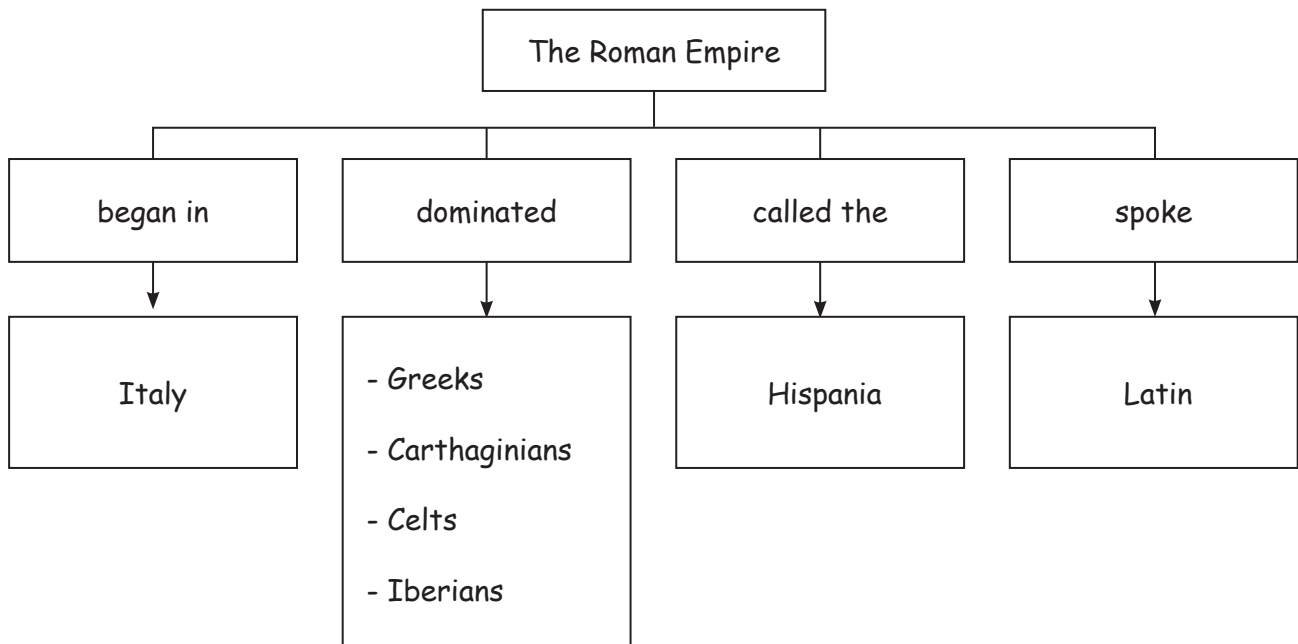 The Roman Empire
began in
dominated
called the
spoke
Italy
- Greeks
- Carthaginians
- Celts
- Iberians
Hispania
Latin